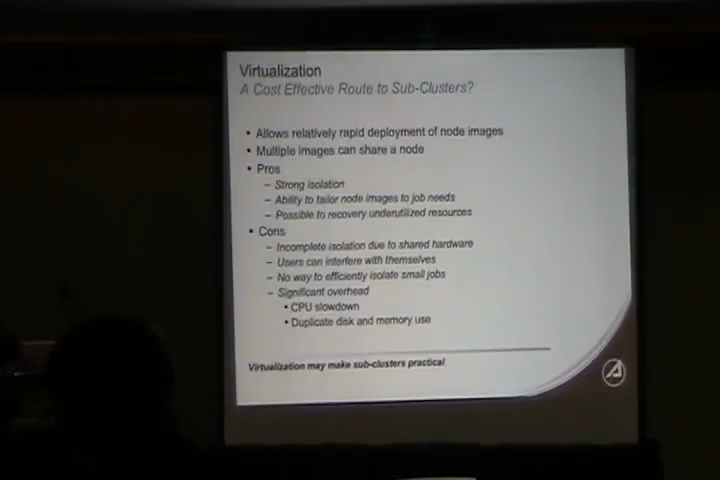 Virtualization
A Cost Effective Route to Sub-Clusters?
• Allows relatively rapid deployment of node images
• Multiple images can share a node
• Pros
– Strong isolation
– Ability to tailor node images to job needs
– Possible to recovery underutilized resources
• Cons
– Incomplete isolation due to shared hardware
– Users can interfere with themselves
– No way to efficiently isolate small jobs
– Significant overhead
• CPU slowdown
• Duplicate disk and memory use
Virtualization may make sub-clusters practical